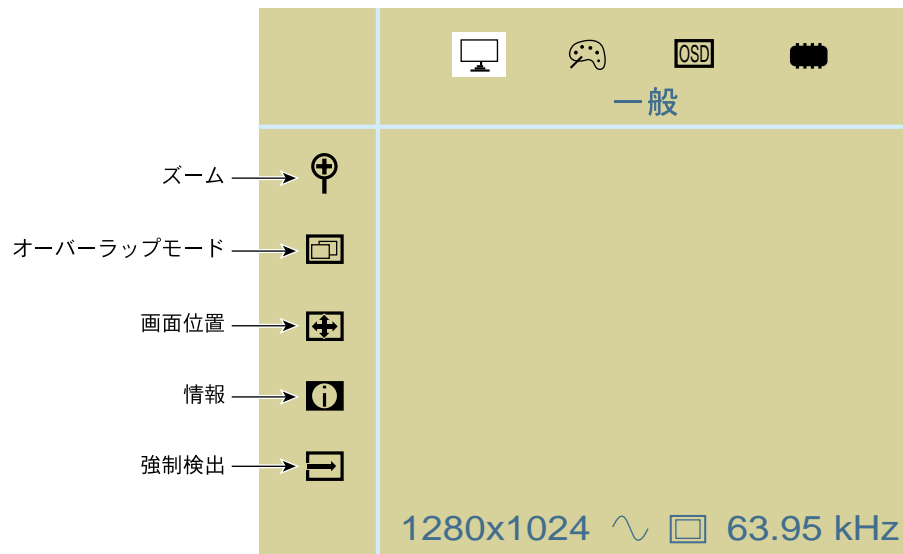 OSD
一般
ズーム
オーバーラップモード
画面位置
情報
強制検出
1280x1024 63.95 kHz